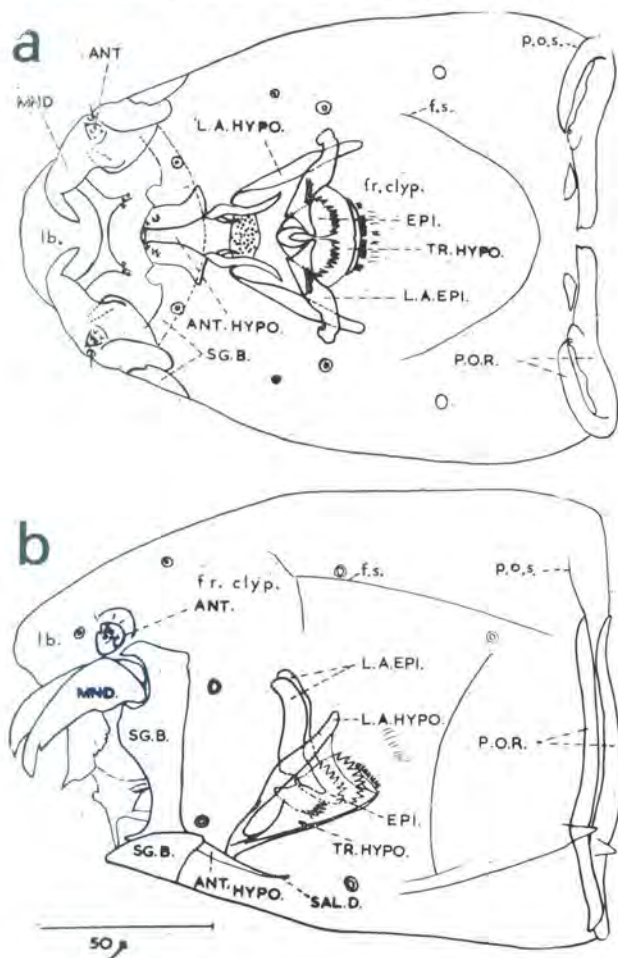 a
ANT
MND.
L.A.HYPO.
p.o.s.
f.s.
fr. clyp.
lb.
EPI.
TR.HYPO.
L.A.EPI.
ANT. HYPO.
SG.B.
P.O.R.
b
fr. clyp.
f.s.
p.o.s.
ANT.
lb.
L.A.EPI.
MND.
L.A.HYPO.
SG.B.
P.O.R.
EPI.
TR.HYPO.
SG.B.
ANT. HYPO.
SAL.D.
50 µ